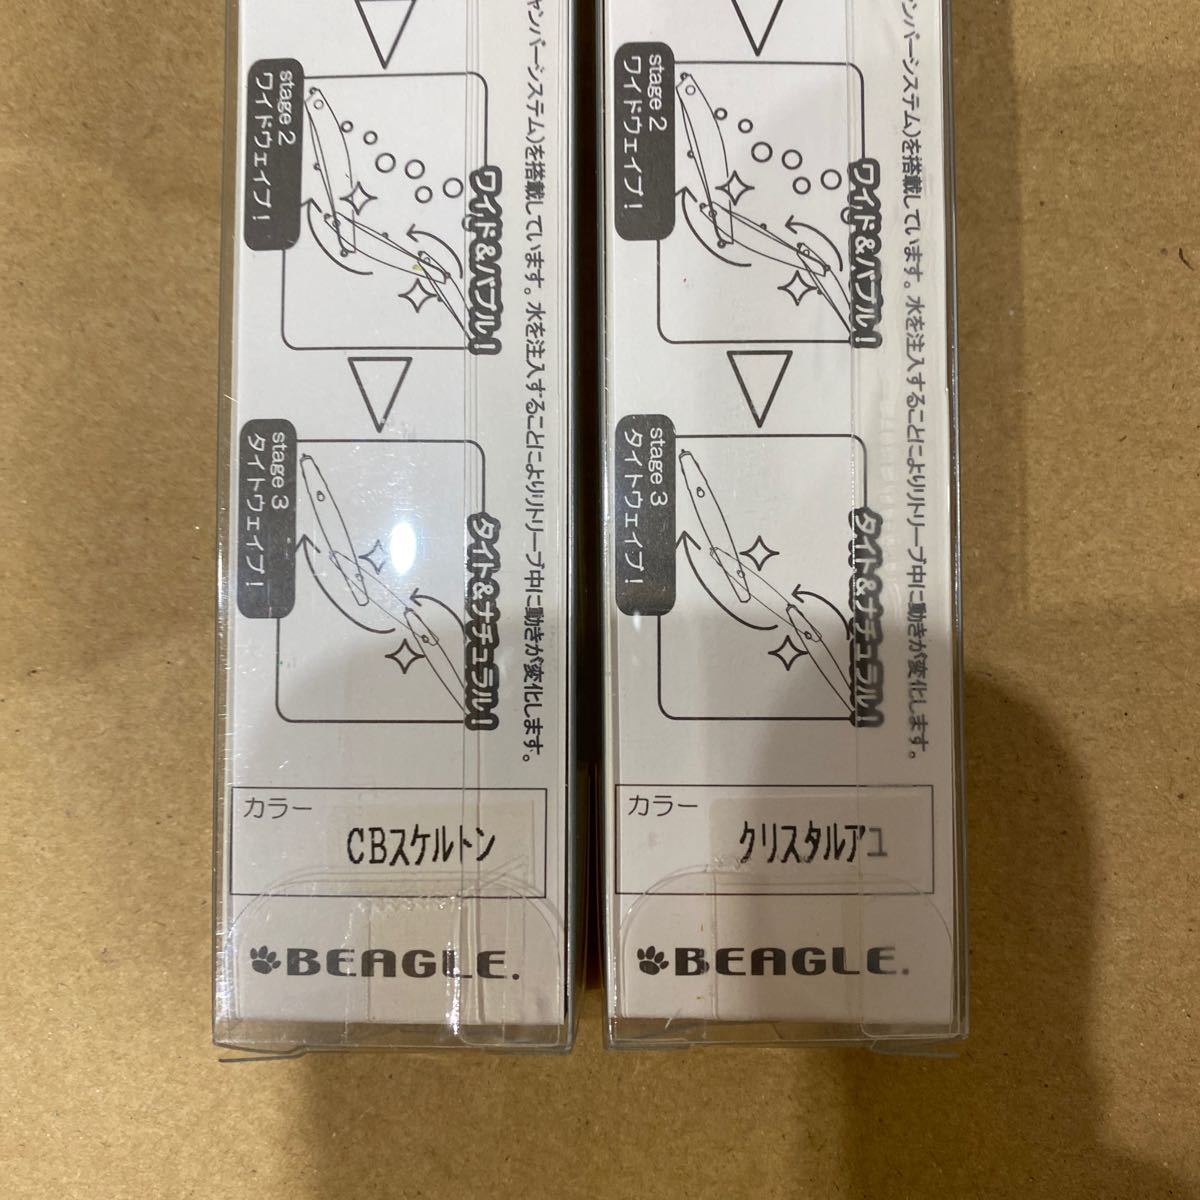 ャンバーシステム)を搭載しています。水を注入することによりリトリーブ中に動きが変化します。
stage 2
ワイドウェイブ!
ワイド&バブル!
stage 3
タイトウェイブ!
タイト&ナチュラル!
カラー
CBスケルトン
BEAGLE.
ャンバーシステム)を搭載しています。水を注入することによりリトリーブ中に動きが変化します。
stage 2
ワイドウェイブ!
ワイド&バブル!
stage 3
タイトウェイブ!
タイト&ナチュラル!
カラー
クリスタルアユ
BEAGLE.